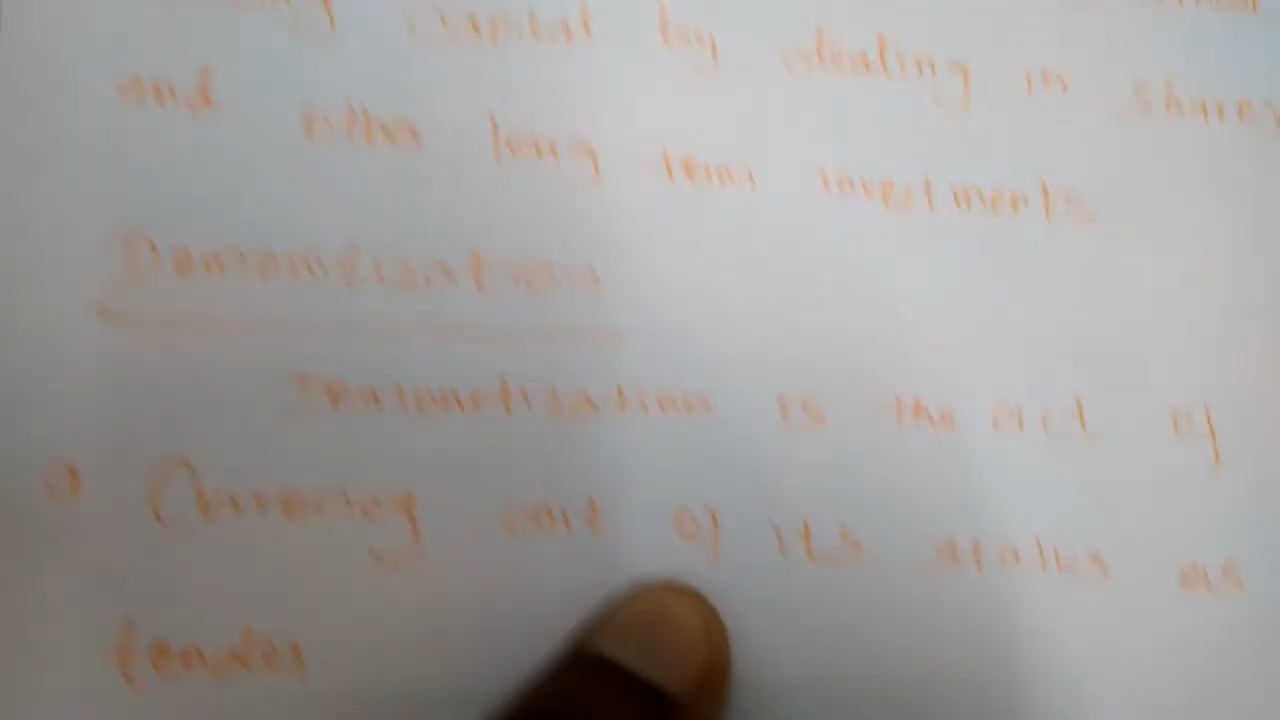 capital by dealing in shares
and other long term investments
Demonetization
Demonetization is the act of
a Currency unit of its status as
tender